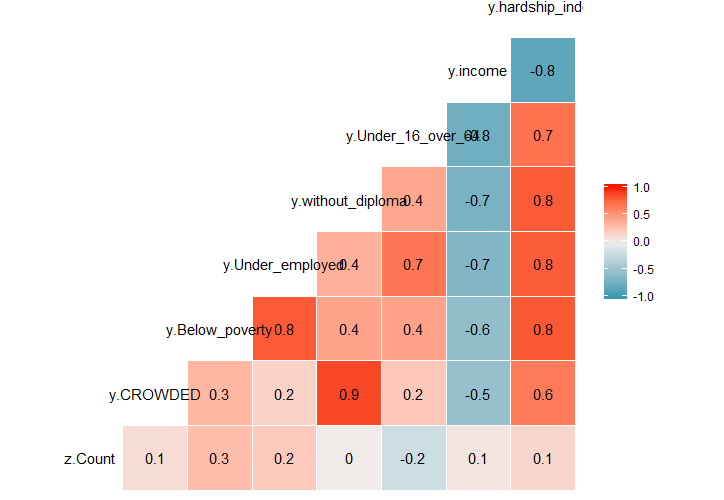 y.hardship_inde
y.income -0.8
y.Under_16_over_64 -0.8 0.7
y.without_diploma 0.4 -0.7 0.8
y.Under_employed 0.4 0.7 -0.7 0.8
y.Below_poverty 0.8 0.4 0.4 -0.6 0.8
y.CROWDED 0.3 0.2 0.9 0.2 -0.5 0.6
z.Count 0.1 0.3 0.2 0 -0.2 0.1 0.1
1.0
0.5
0.0
-0.5
-1.0